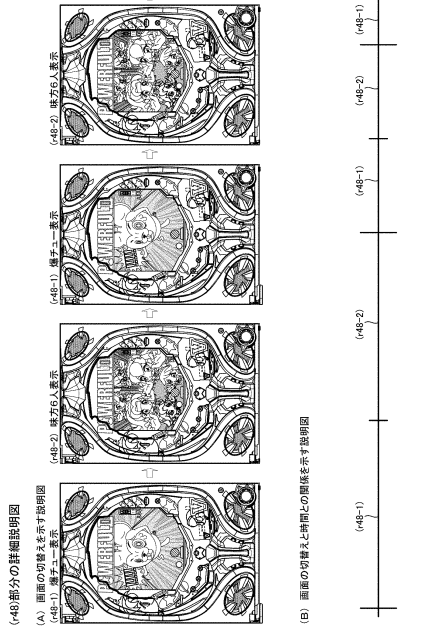 (r48)部分の詳細説明図
(A) 画面の切替えを示す説明図
(r48-1) 爆チュー表示
(r48-2) 味方6人表示
(r48-1) 爆チュー表示
(r48-2) 味方6人表示
POWERFUL
POWERFUL
POWERFUL
POWERFUL
(B) 画面の切替えと時間との関係を示す説明図
(r48-1)
(r48-2)
(r48-1)
(r48-2)
(r48-1)